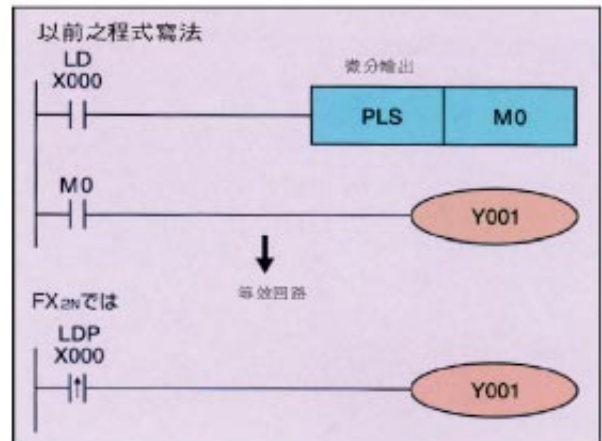 以前之程式寫法
LD
X000
微分輸出
PLS M0
M0
Y001
等效回路
FX2Nでは
LDP
X000
Y001